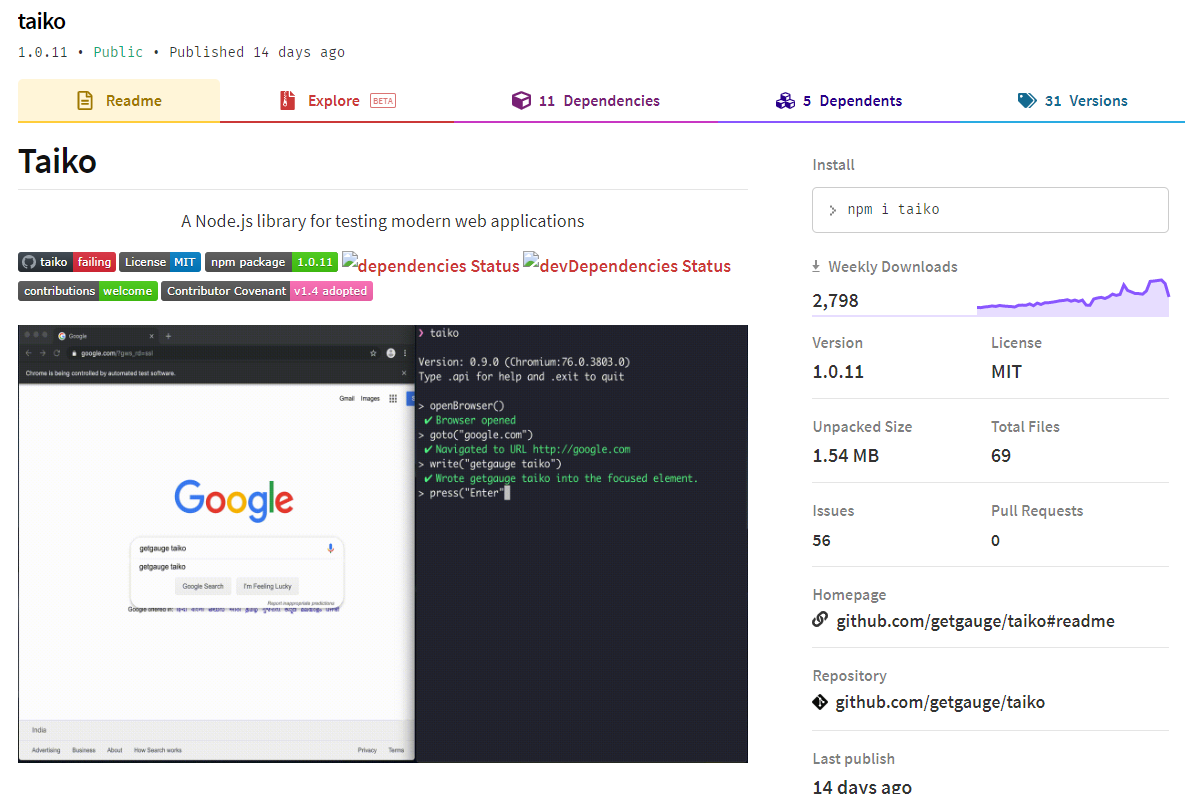 taiko
1.0.11 • Public • Published 14 days ago
Readme
Explore BETA
11 Dependencies
5 Dependents
31 Versions
Taiko
A Node.js library for testing modern web applications
taiko failing License MIT npm package 1.0.11 dependencies Status devDependencies Status
contributions welcome Contributor Covenant v1.4 adopted
Google
google.com/?gws_rd=ssl
Chrome is being controlled by automated test software.
Gmail Images
Google
getgauge taiko
getgauge taiko
Google Search I'm Feeling Lucky
Report inappropriate predictions
Google offered in:
India
Advertising Business About How Search works Privacy Terms
❯ taiko
Version: 0.9.0 (Chromium:76.0.3803.0)
Type .api for help and .exit to quit
> openBrowser()
✔ Browser opened
> goto("google.com")
✔ Navigated to URL http://google.com
> write("getgauge taiko")
✔ Wrote getgauge taiko into the focused element.
> press("Enter"
Install
> npm i taiko
Weekly Downloads
2,798
Version License
1.0.11 MIT
Unpacked Size Total Files
1.54 MB 69
Issues Pull Requests
56 0
Homepage
github.com/getgauge/taiko#readme
Repository
github.com/getgauge/taiko
Last publish
14 days ago